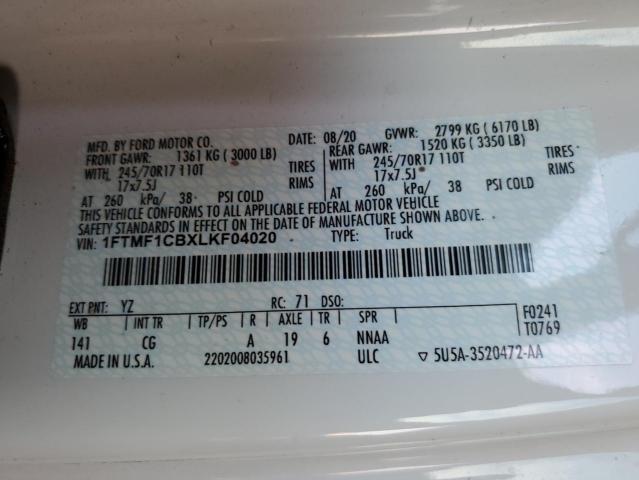 MFD. BY FORD MOTOR CO. DATE: 08/20 GVWR: 2799 KG ( 6170 LB)
FRONT GAWR: 1361 KG ( 3000 LB) REAR GAWR: 1520 KG ( 3350 LB)
WITH 245/70R17 110T TIRES WITH 245/70R17 110T TIRES
17x7.5J RIMS 17x7.5J RIMS
AT 260 kPa/ 38 PSI COLD AT 260 kPa/ 38 PSI COLD
THIS VEHICLE CONFORMS TO ALL APPLICABLE FEDERAL MOTOR VEHICLE
SAFETY STANDARDS IN EFFECT ON THE DATE OF MANUFACTURE SHOWN ABOVE.
VIN: 1FTMF1CBXLKF04020 TYPE: Truck
EXT PNT: YZ RC: 71 DSO:
WB INT TR TP/PS R AXLE TR SPR F0241
141 CG A 19 6 NNAA T0769
MADE IN U.S.A. 2202008035961 ULC ▽ 5U5A-3520472-AA